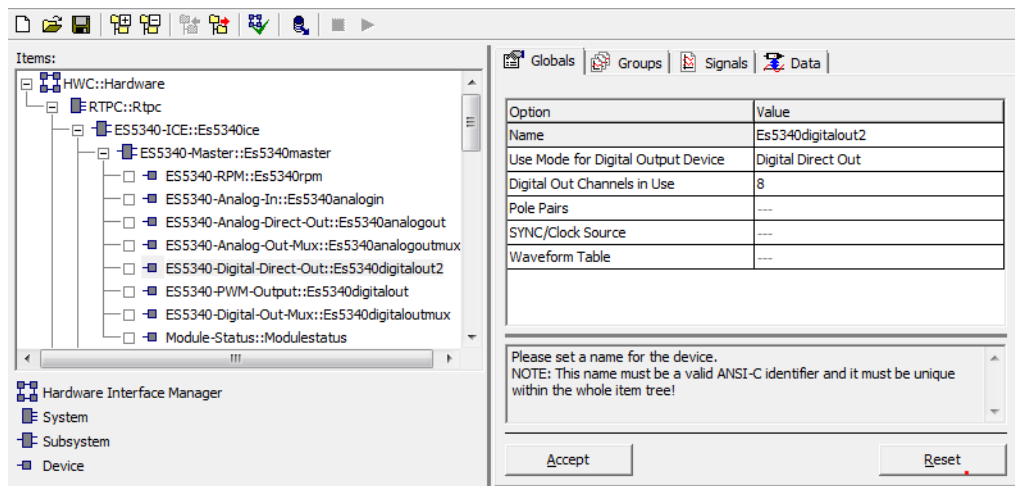 Items:
HWC::Hardware
RTPC::Rtpc
ES5340-ICE::Es5340ice
ES5340-Master::Es5340master
ES5340-RPM::Es5340rpm
ES5340-Analog-In::Es5340analogin
ES5340-Analog-Direct-Out::Es5340analogout
ES5340-Analog-Out-Mux::Es5340analogoutmux
ES5340-Digital-Direct-Out::Es5340digitalout2
ES5340-PWM-Output::Es5340digitalout
ES5340-Digital-Out-Mux::Es5340digitaloutmux
Module-Status::Modulestatus
Hardware Interface Manager
System
Subsystem
Device
Globals Groups Signals Data
Option Value
Name Es5340digitalout2
Use Mode for Digital Output Device Digital Direct Out
Digital Out Channels in Use 8
Pole Pairs ---
SYNC/Clock Source ---
Waveform Table ---
Please set a name for the device.
NOTE: This name must be a valid ANSI-C identifier and it must be unique
within the whole item tree!
Accept Reset